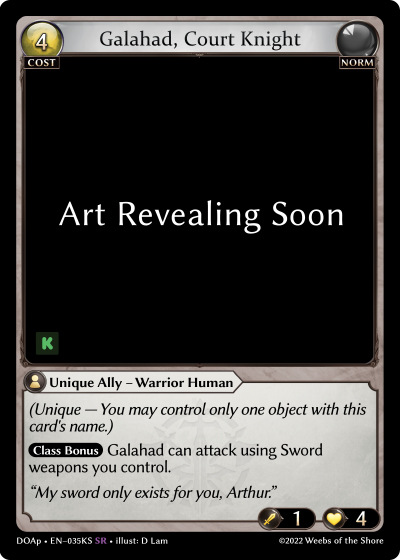 4
Galahad, Court Knight
COST
NORM
Art Revealing Soon
K
Unique Ally – Warrior Human
(Unique — You may control only one object with this
card's name.)
Class Bonus Galahad can attack using Sword
weapons you control.
“My sword only exists for you, Arthur.”
1
4
DOAp • EN–035KS SR • illust: D Lam
©2022 Weebs of the Shore